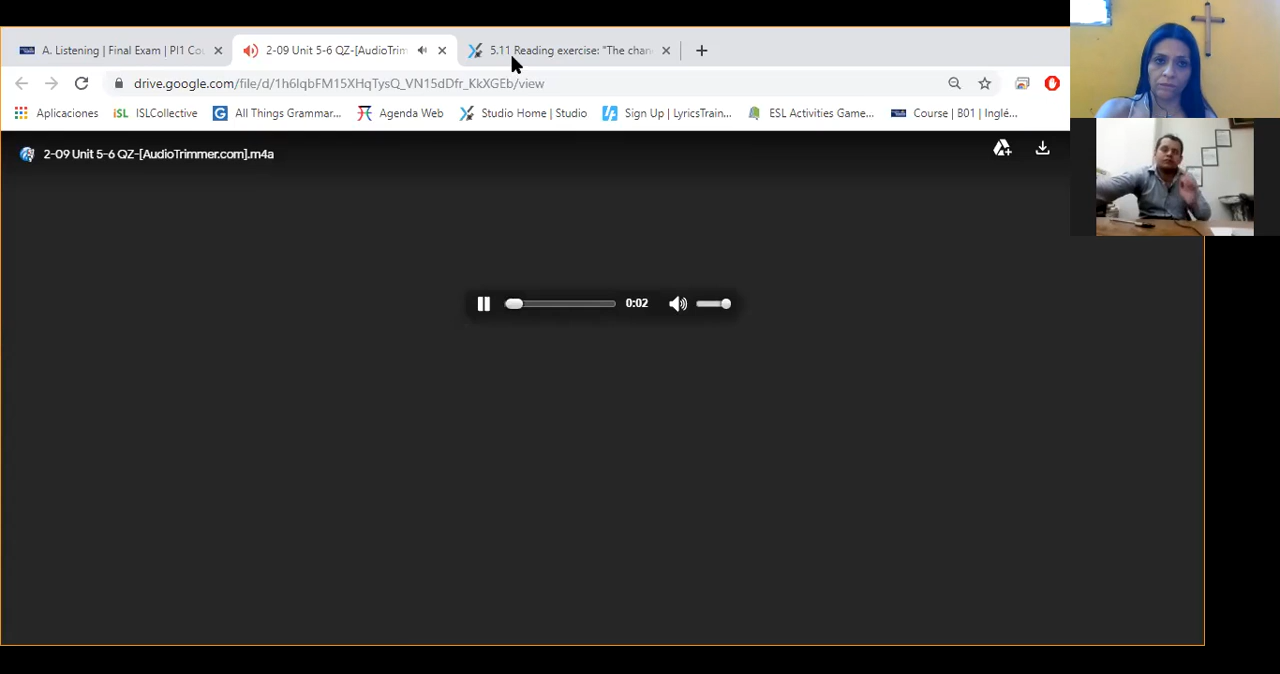 A. Listening | Final Exam | PI1 Co
2-09 Unit 5-6 QZ-[AudioTrim
5.11 Reading exercise: "The chan
drive.google.com/file/d/1h6lqbFM15XHqTysQ_VN15dDfr_KkXGEb/view
Aplicaciones
iSL ISLCollective
G All Things Grammar...
Agenda Web
Studio Home | Studio
Sign Up | LyricsTrain...
ESL Activities Game...
Course | B01 | Inglé...
2-09 Unit 5-6 QZ-[AudioTrimmer.com].m4a
0:02